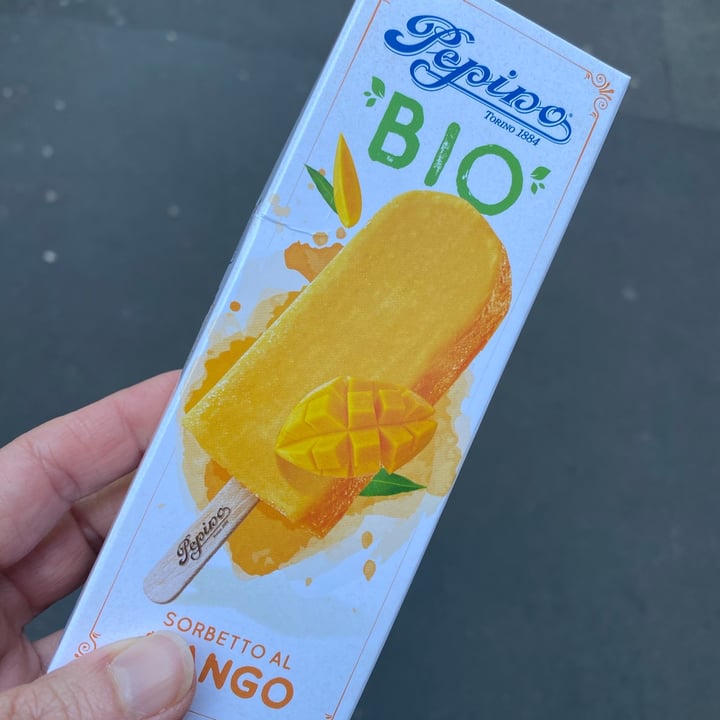 Pepino
TORINO 1884
BIO
Pepino
SORBETTO AL
ANGO